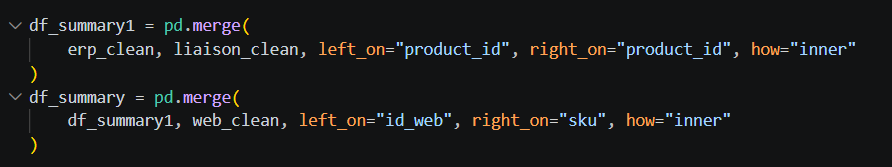 df_summary1 = pd.merge(
    erp_clean, liaison_clean, left_on="product_id", right_on="product_id", how="inner"
)
df_summary = pd.merge(
    df_summary1, web_clean, left_on="id_web", right_on="sku", how="inner"
)